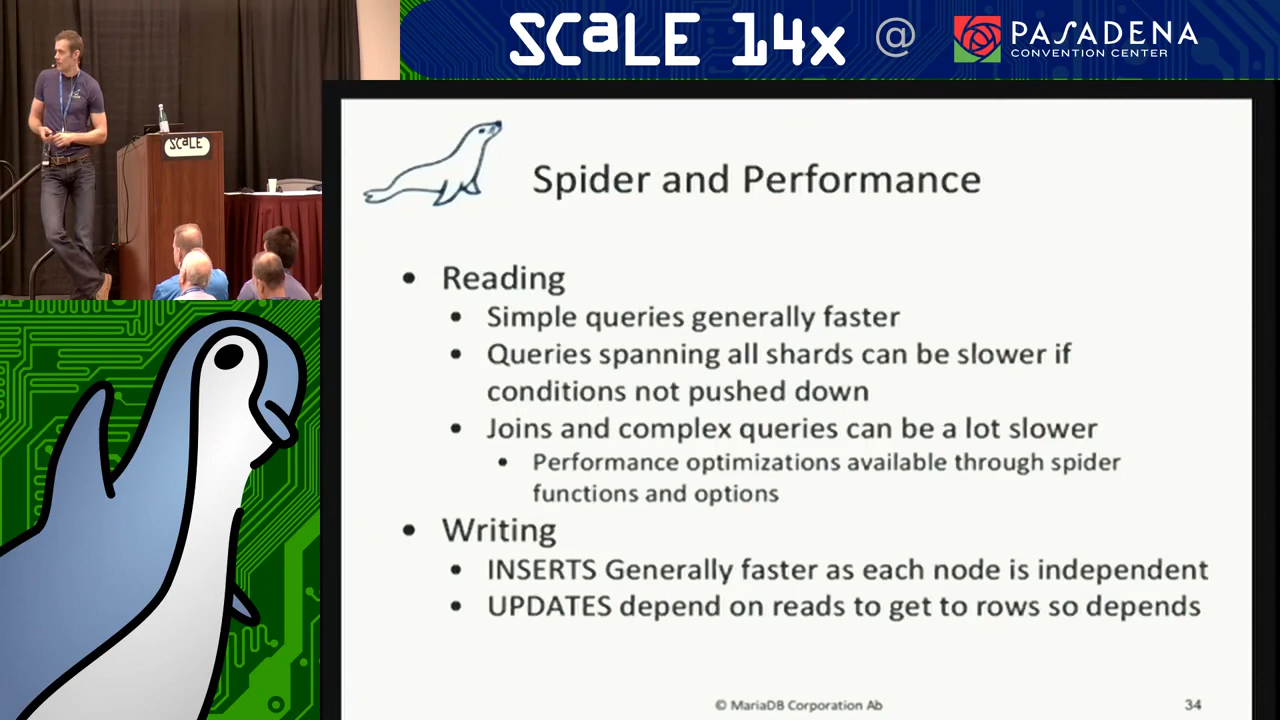 SCaLE 14x @ PASADENA
CONVENTION CENTER
SCaLE
Spider and Performance
• Reading
• Simple queries generally faster
• Queries spanning all shards can be slower if
conditions not pushed down
• Joins and complex queries can be a lot slower
• Performance optimizations available through spider
functions and options
• Writing
• INSERTS Generally faster as each node is independent
• UPDATES depend on reads to get to rows so depends
© MariaDB Corporation Ab
34